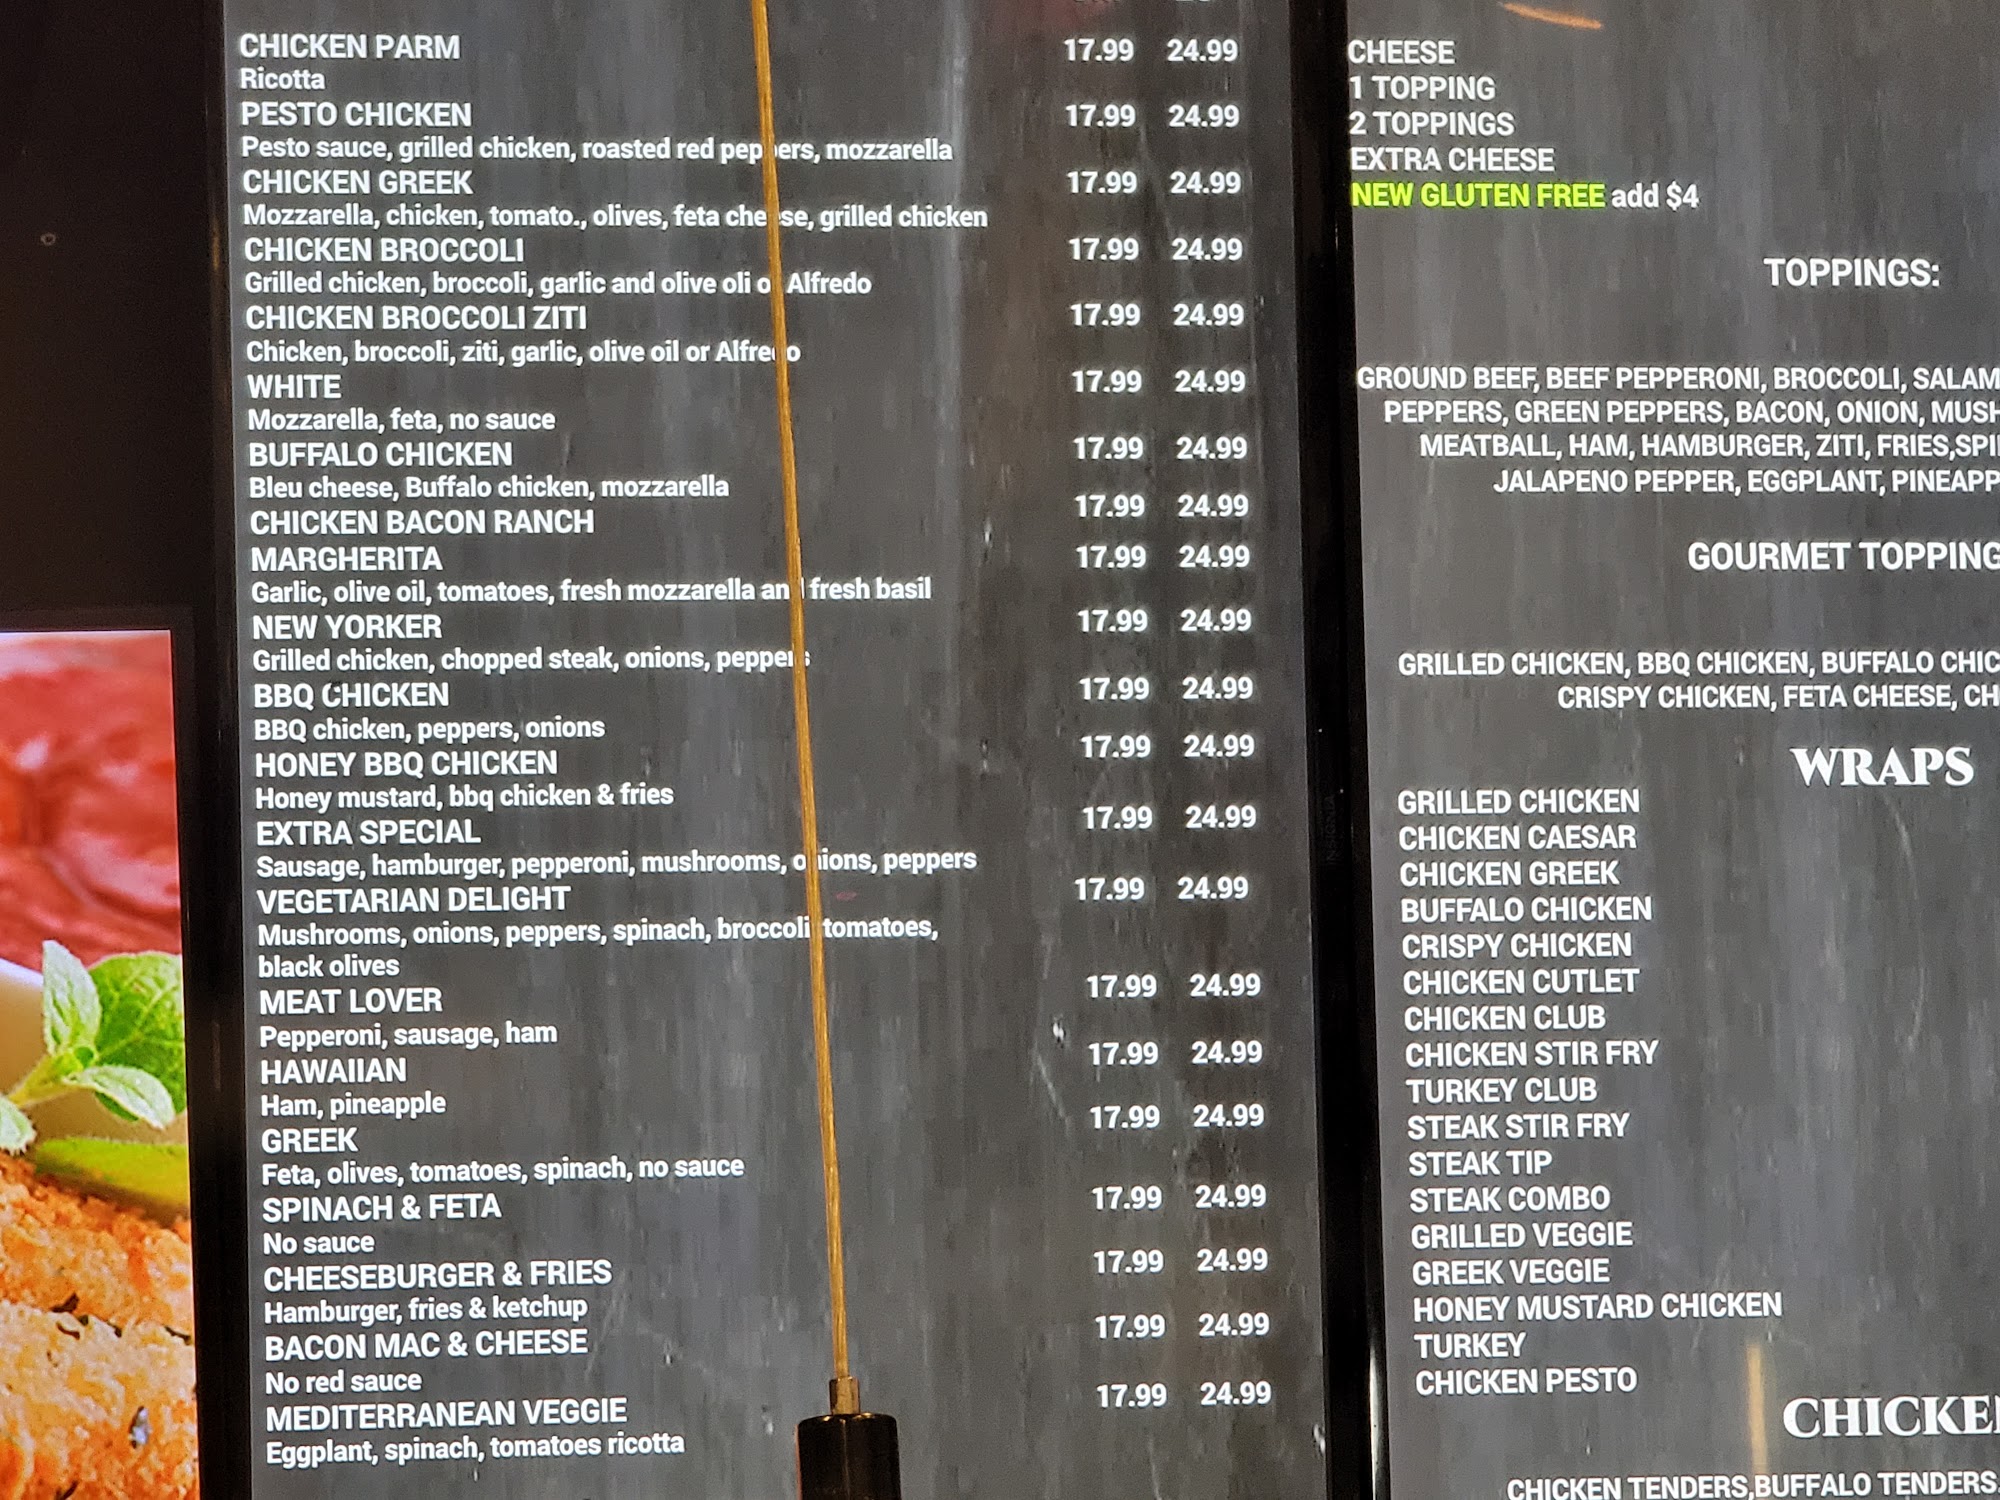 CHICKEN PARM 17.99 24.99
Ricotta
PESTO CHICKEN 17.99 24.99
Pesto sauce, grilled chicken, roasted red peppers, mozzarella
CHICKEN GREEK 17.99 24.99
Mozzarella, chicken, tomato., olives, feta cheese, grilled chicken
CHICKEN BROCCOLI 17.99 24.99
Grilled chicken, broccoli, garlic and olive oli or Alfredo
CHICKEN BROCCOLI ZITI 17.99 24.99
Chicken, broccoli, ziti, garlic, olive oil or Alfredo
WHITE 17.99 24.99
Mozzarella, feta, no sauce
BUFFALO CHICKEN 17.99 24.99
Bleu cheese, Buffalo chicken, mozzarella
CHICKEN BACON RANCH 17.99 24.99
MARGHERITA 17.99 24.99
Garlic, olive oil, tomatoes, fresh mozzarella and fresh basil
NEW YORKER 17.99 24.99
Grilled chicken, chopped steak, onions, peppers
BBQ CHICKEN 17.99 24.99
BBQ chicken, peppers, onions
HONEY BBQ CHICKEN 17.99 24.99
Honey mustard, bbq chicken & fries
EXTRA SPECIAL 17.99 24.99
Sausage, hamburger, pepperoni, mushrooms, onions, peppers
VEGETARIAN DELIGHT 17.99 24.99
Mushrooms, onions, peppers, spinach, broccoli tomatoes,
black olives
MEAT LOVER 17.99 24.99
Pepperoni, sausage, ham
HAWAIIAN 17.99 24.99
Ham, pineapple
GREEK 17.99 24.99
Feta, olives, tomatoes, spinach, no sauce
SPINACH & FETA 17.99 24.99
No sauce
CHEESEBURGER & FRIES 17.99 24.99
Hamburger, fries & ketchup
BACON MAC & CHEESE 17.99 24.99
No red sauce
MEDITERRANEAN VEGGIE 17.99 24.99
Eggplant, spinach, tomatoes ricotta
CHEESE
1 TOPPING
2 TOPPINGS
EXTRA CHEESE
NEW GLUTEN FREE add $4
TOPPINGS:
GROUND BEEF, BEEF PEPPERONI, BROCCOLI, SALAM
PEPPERS, GREEN PEPPERS, BACON, ONION, MUSH
MEATBALL, HAM, HAMBURGER, ZITI, FRIES,SPI
JALAPENO PEPPER, EGGPLANT, PINEAPP
GOURMET TOPPING
GRILLED CHICKEN, BBQ CHICKEN, BUFFALO CHIC
CRISPY CHICKEN, FETA CHEESE, CH
WRAPS
GRILLED CHICKEN
CHICKEN CAESAR
CHICKEN GREEK
BUFFALO CHICKEN
CRISPY CHICKEN
CHICKEN CUTLET
CHICKEN CLUB
CHICKEN STIR FRY
TURKEY CLUB
STEAK STIR FRY
STEAK TIP
STEAK COMBO
GRILLED VEGGIE
GREEK VEGGIE
HONEY MUSTARD CHICKEN
TURKEY
CHICKEN PESTO
CHICKEN
CHICKEN TENDERS,BUFFALO TENDERS,